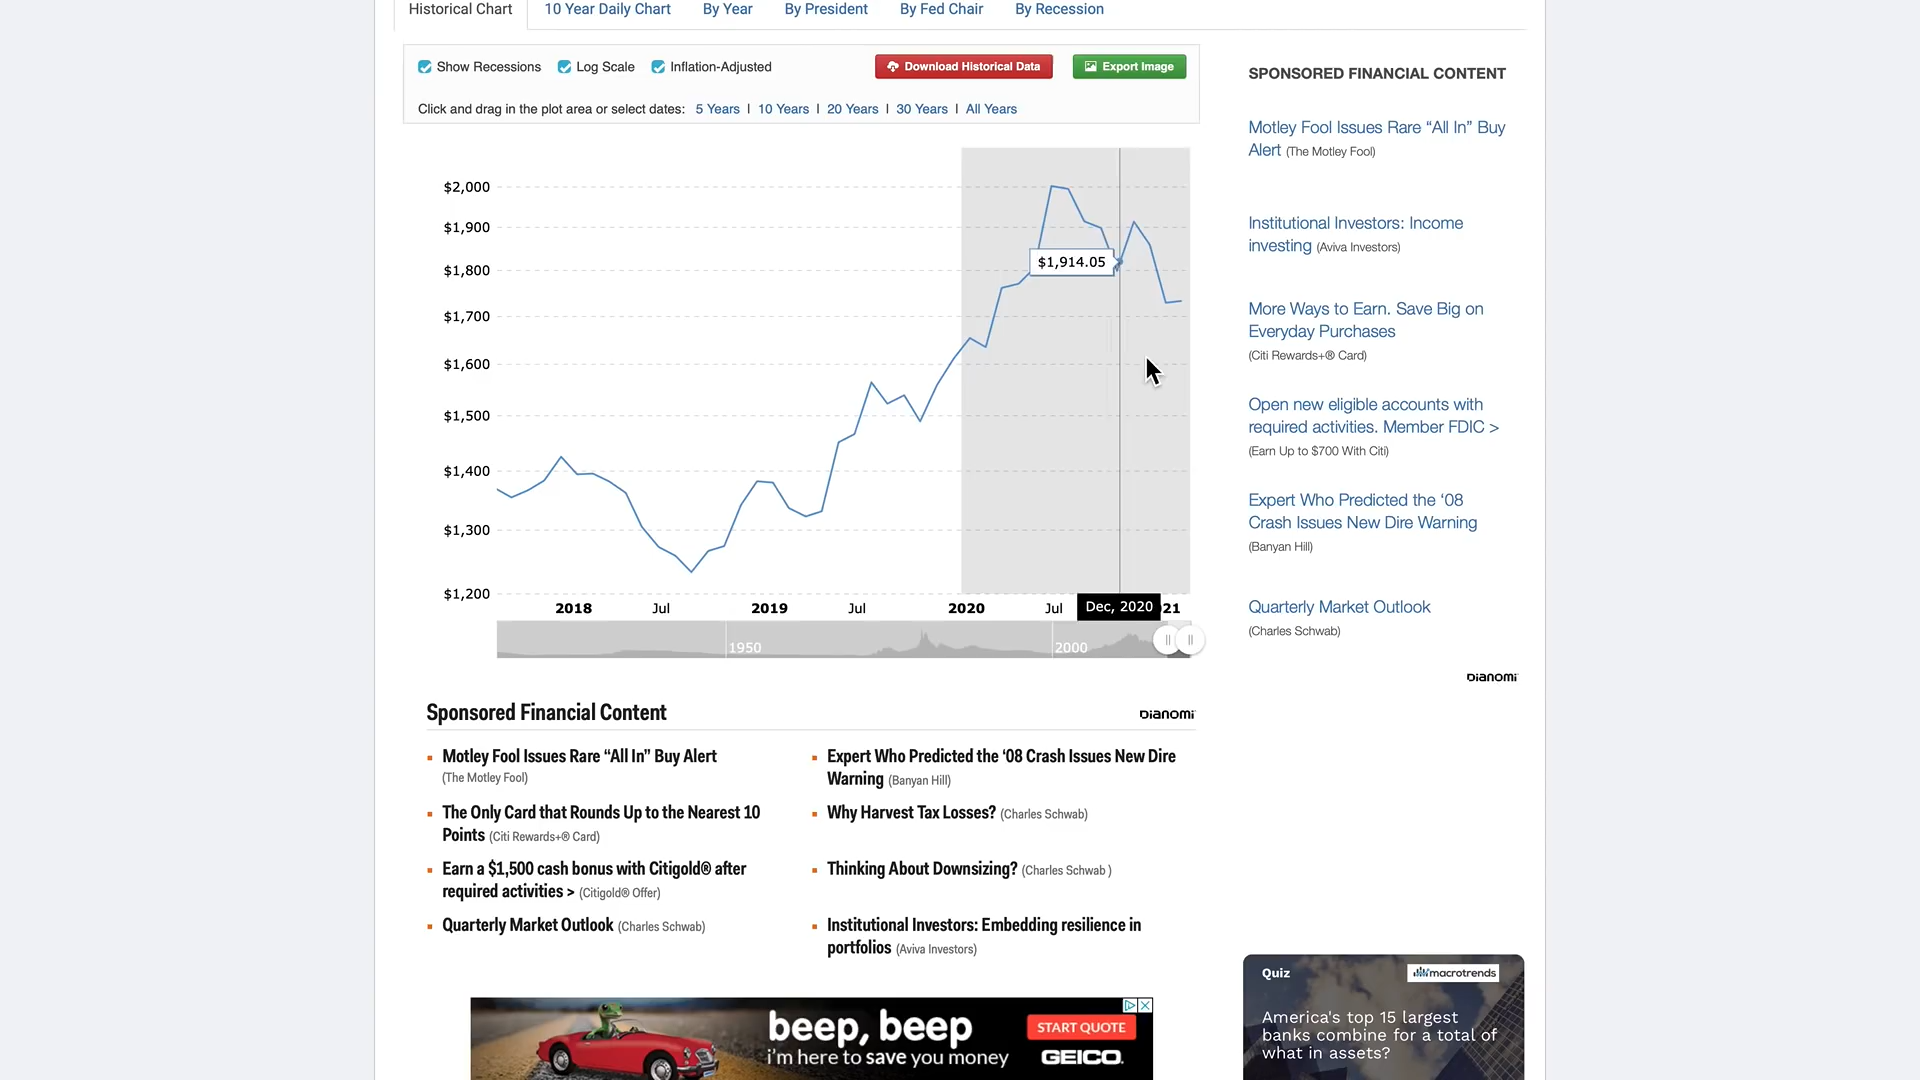 Historical Chart
10 Year Daily Chart
By Year
By President
By Fed Chair
By Recession
Show Recessions
Log Scale
Inflation-Adjusted
Download Historical Data
Export Image
Click and drag in the plot area or select dates: 5 Years | 10 Years | 20 Years | 30 Years | All Years
$2,000
$1,900
$1,800
$1,700
$1,600
$1,500
$1,400
$1,300
$1,200
$1,914.05
2018
Jul
2019
Jul
2020
Jul
Dec, 2020
21
1950
2000
SPONSORED FINANCIAL CONTENT
Motley Fool Issues Rare “All In” Buy
Alert (The Motley Fool)
Institutional Investors: Income
investing (Aviva Investors)
More Ways to Earn. Save Big on
Everyday Purchases
(Citi Rewards+® Card)
Open new eligible accounts with
required activities. Member FDIC >
(Earn Up to $700 With Citi)
Expert Who Predicted the ‘08
Crash Issues New Dire Warning
(Banyan Hill)
Quarterly Market Outlook
(Charles Schwab)
DIANOMI
Sponsored Financial Content
DIANOMI
Motley Fool Issues Rare “All In” Buy Alert
(The Motley Fool)
The Only Card that Rounds Up to the Nearest 10
Points (Citi Rewards+® Card)
Earn a $1,500 cash bonus with Citigold® after
required activities > (Citigold® Offer)
Quarterly Market Outlook (Charles Schwab)
Expert Who Predicted the ‘08 Crash Issues New Dire
Warning (Banyan Hill)
Why Harvest Tax Losses? (Charles Schwab)
Thinking About Downsizing? (Charles Schwab )
Institutional Investors: Embedding resilience in
portfolios (Aviva Investors)
beep, beep
i’m here to save you money
START QUOTE
GEICO.
Quiz
macrotrends
America's top 15 largest
banks combine for a total of
what in assets?